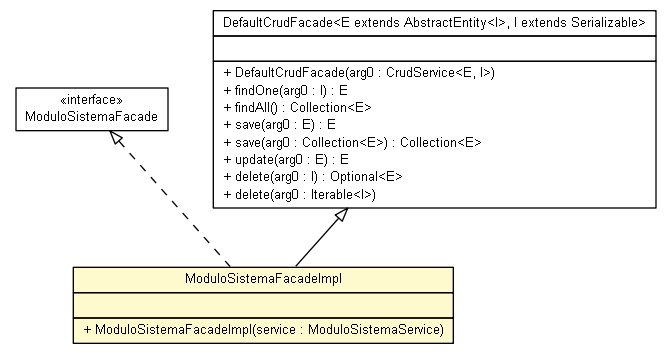 DefaultCrudFacade<E extends AbstractEntity<I>, I extends Serializable>
+ DefaultCrudFacade(arg0 : CrudService<E, I>)
+ findOne(arg0 : I) : E
+ findAll() : Collection<E>
+ save(arg0 : E) : E
+ save(arg0 : Collection<E>) : Collection<E>
+ update(arg0 : E) : E
+ delete(arg0 : I) : Optional<E>
+ delete(arg0 : Iterable<I>)
«interface»
ModuloSistemaFacade
ModuloSistemaFacadeImpl
+ ModuloSistemaFacadeImpl(service : ModuloSistemaService)